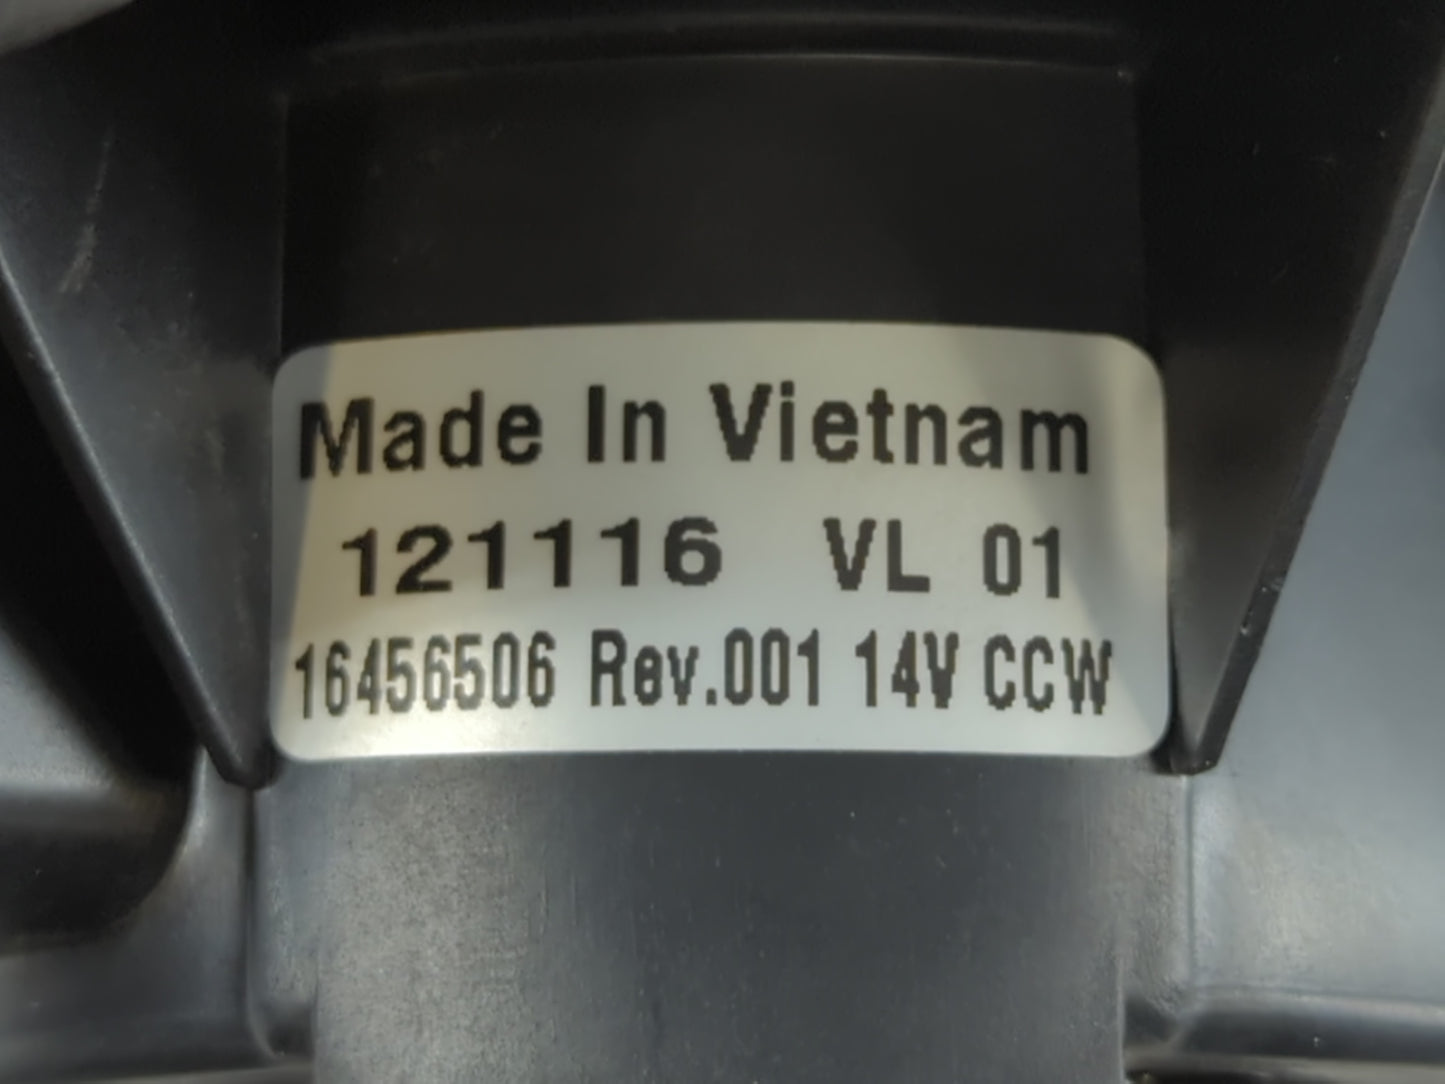 Made In Vietnam
121116 VL 01
16456506 Rev.001 14V CCW